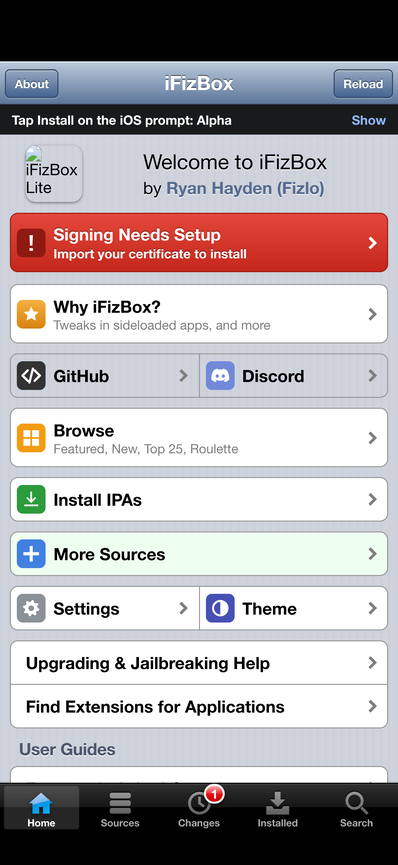 About
iFizBox
Reload
Tap Install on the iOS prompt: Alpha
Show
iFizBox
Lite
Welcome to iFizBox
by Ryan Hayden (Fizlo)
Signing Needs Setup
Import your certificate to install
Why iFizBox?
Tweaks in sideloaded apps, and more
GitHub
Discord
Browse
Featured, New, Top 25, Roulette
Install IPAs
More Sources
Settings
Theme
Upgrading & Jailbreaking Help
Find Extensions for Applications
User Guides
1
Home
Sources
Changes
Installed
Search